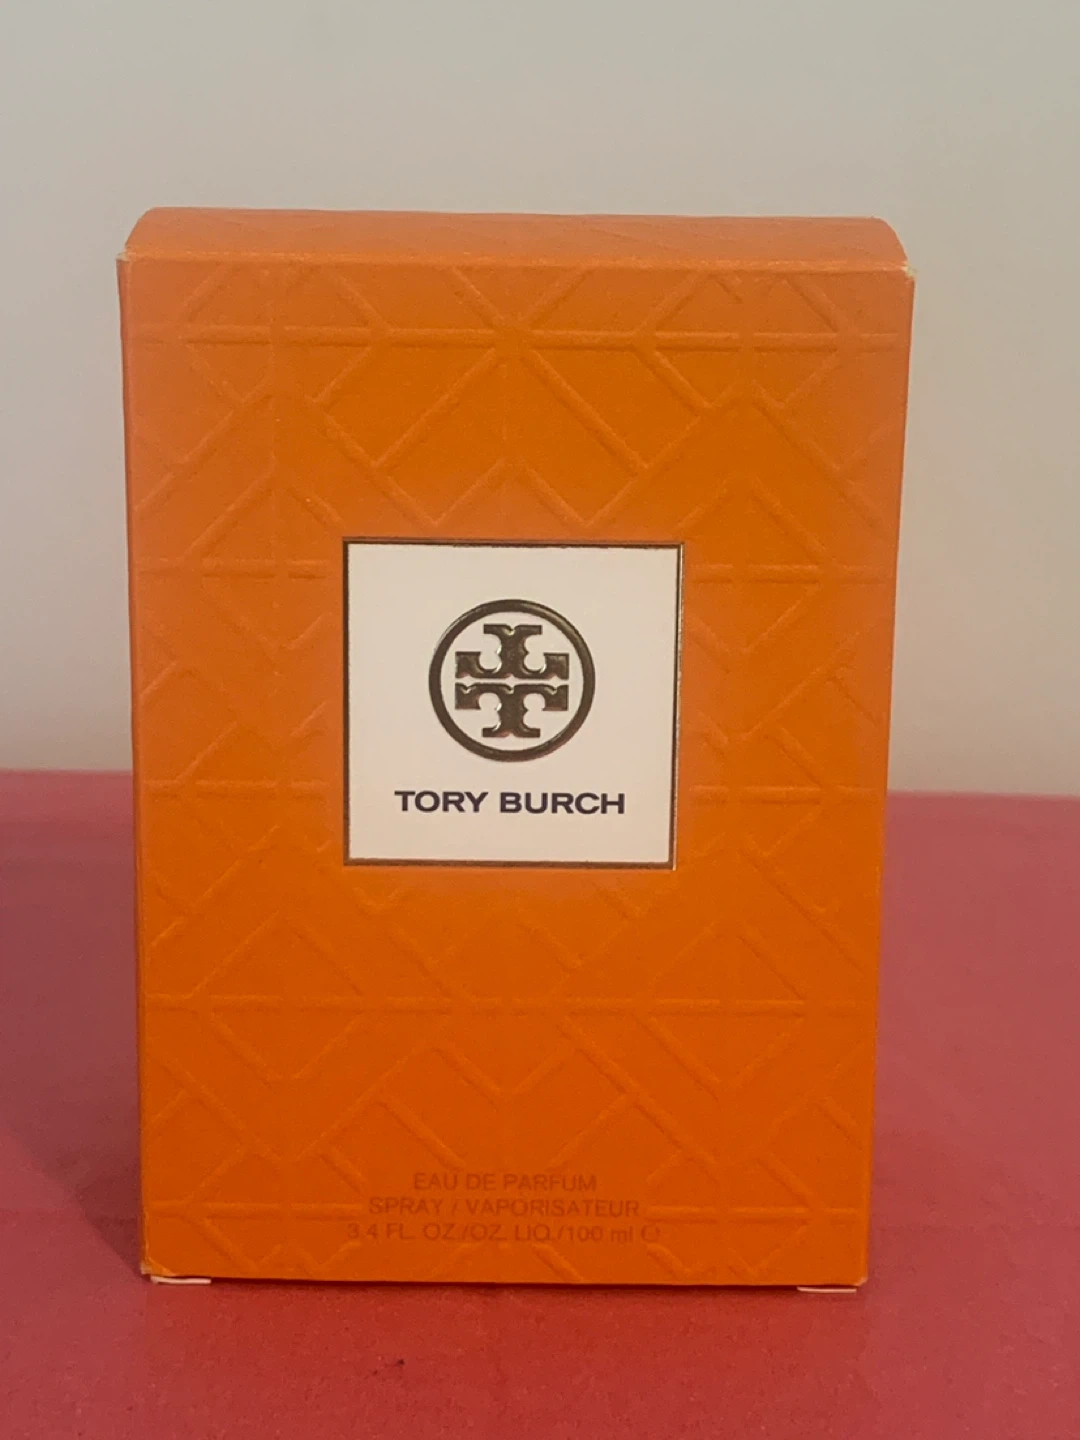 TORY BURCH
EAU DE PARFUM
SPRAY / VAPORISATEUR
3.4 FL. OZ./OZ. LIQ./100 ml ℮